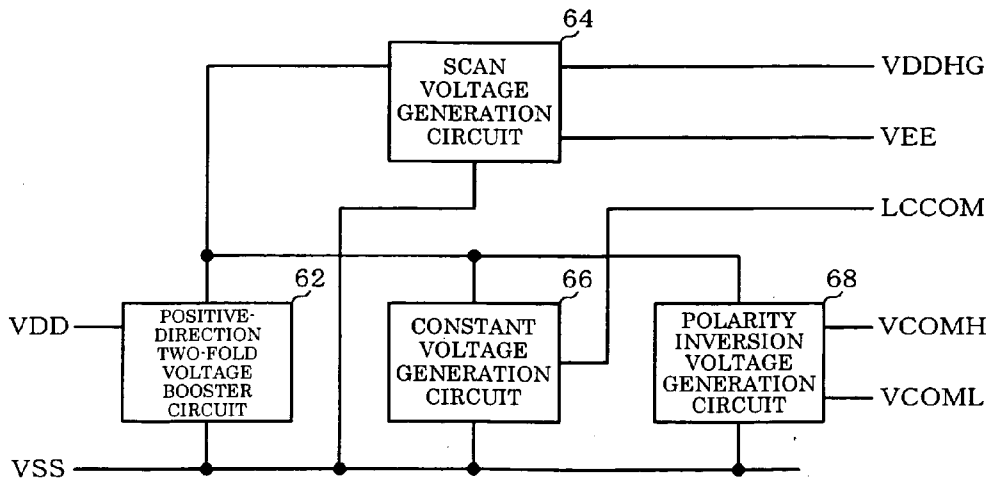 64
SCAN
VOLTAGE
GENERATION
CIRCUIT
VDDHG
VEE
LCCOM
62
66
68
VDD
POSITIVE-
DIRECTION
TWO-FOLD
VOLTAGE
BOOSTER
CIRCUIT
CONSTANT
VOLTAGE
GENERATION
CIRCUIT
POLARITY
INVERSION
VOLTAGE
GENERATION
CIRCUIT
VCOMH
VCOML
VSS